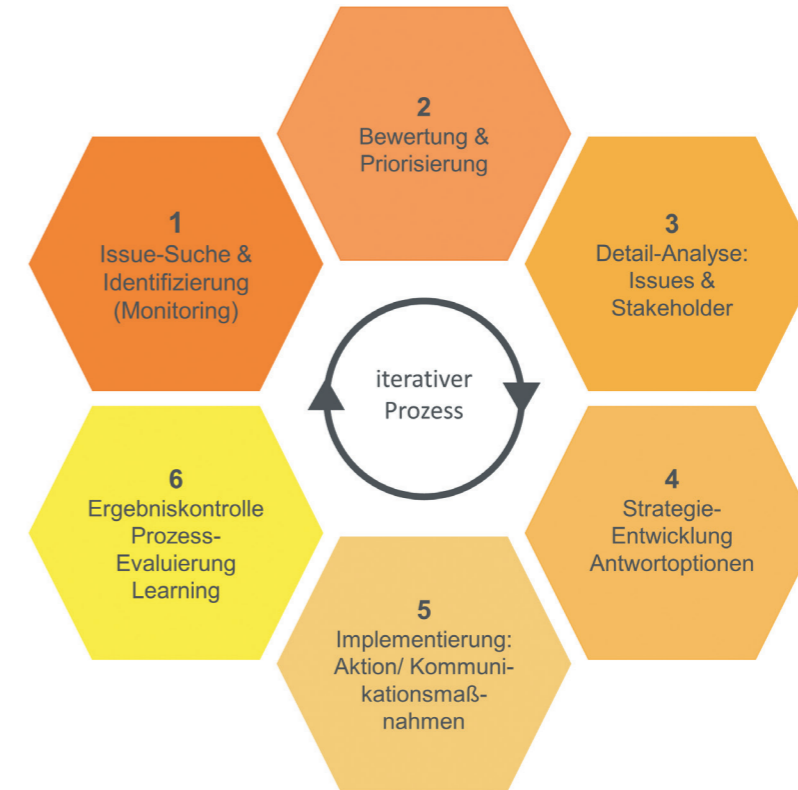 1
Issue-Suche &
Identifizierung
(Monitoring)
2
Bewertung &
Priorisierung
3
Detail-Analyse:
Issues &
Stakeholder
4
Strategie-
Entwicklung
Antwortoptionen
5
Implementierung:
Aktion/ Kommuni-
kationsmaß-
nahmen
6
Ergebniskontrolle
Prozess-
Evaluierung
Learning
iterativer
Prozess